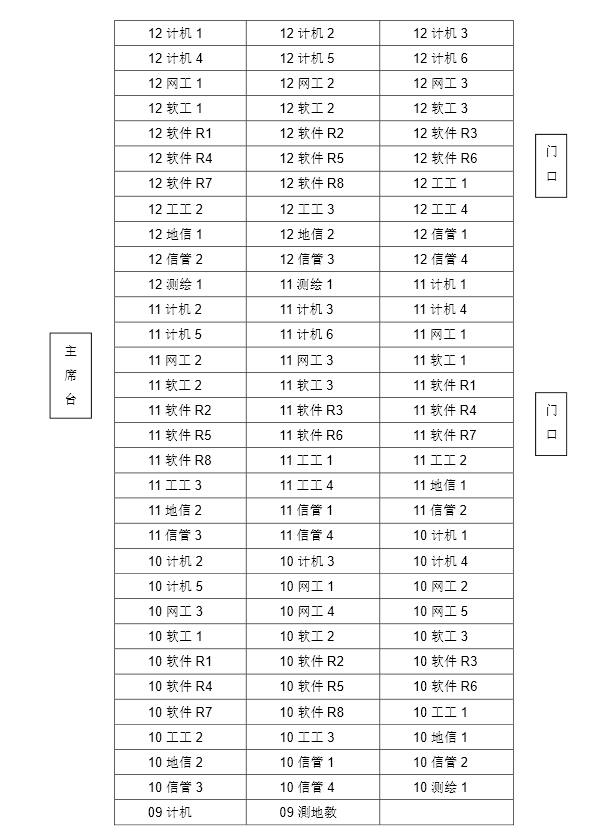 12 计机 1 12 计机 2 12 计机 3
12 计机 4 12 计机 5 12 计机 6
12 网工 1 12 网工 2 12 网工 3
12 软工 1 12 软工 2 12 软工 3
12 软件 R1 12 软件 R2 12 软件 R3
12 软件 R4 12 软件 R5 12 软件 R6
12 软件 R7 12 软件 R8 12 工工 1
12 工工 2 12 工工 3 12 工工 4
12 地信 1 12 地信 2 12 信管 1
12 信管 2 12 信管 3 12 信管 4
12 测绘 1 11 测绘 1 11 计机 1
11 计机 2 11 计机 3 11 计机 4
11 计机 5 11 计机 6 11 网工 1
11 网工 2 11 网工 3 11 软工 1
11 软工 2 11 软工 3 11 软件 R1
11 软件 R2 11 软件 R3 11 软件 R4
11 软件 R5 11 软件 R6 11 软件 R7
11 软件 R8 11 工工 1 11 工工 2
11 工工 3 11 工工 4 11 地信 1
11 地信 2 11 信管 1 11 信管 2
11 信管 3 11 信管 4 10 计机 1
10 计机 2 10 计机 3 10 计机 4
10 计机 5 10 网工 1 10 网工 2
10 网工 3 10 网工 4 10 网工 5
10 软工 1 10 软工 2 10 软工 3
10 软件 R1 10 软件 R2 10 软件 R3
10 软件 R4 10 软件 R5 10 软件 R6
10 软件 R7 10 软件 R8 10 工工 1
10 工工 2 10 工工 3 10 地信 1
10 地信 2 10 信管 1 10 信管 2
10 信管 3 10 信管 4 10 测绘 1
09 计机 09 测地数
主席台
门口
门口